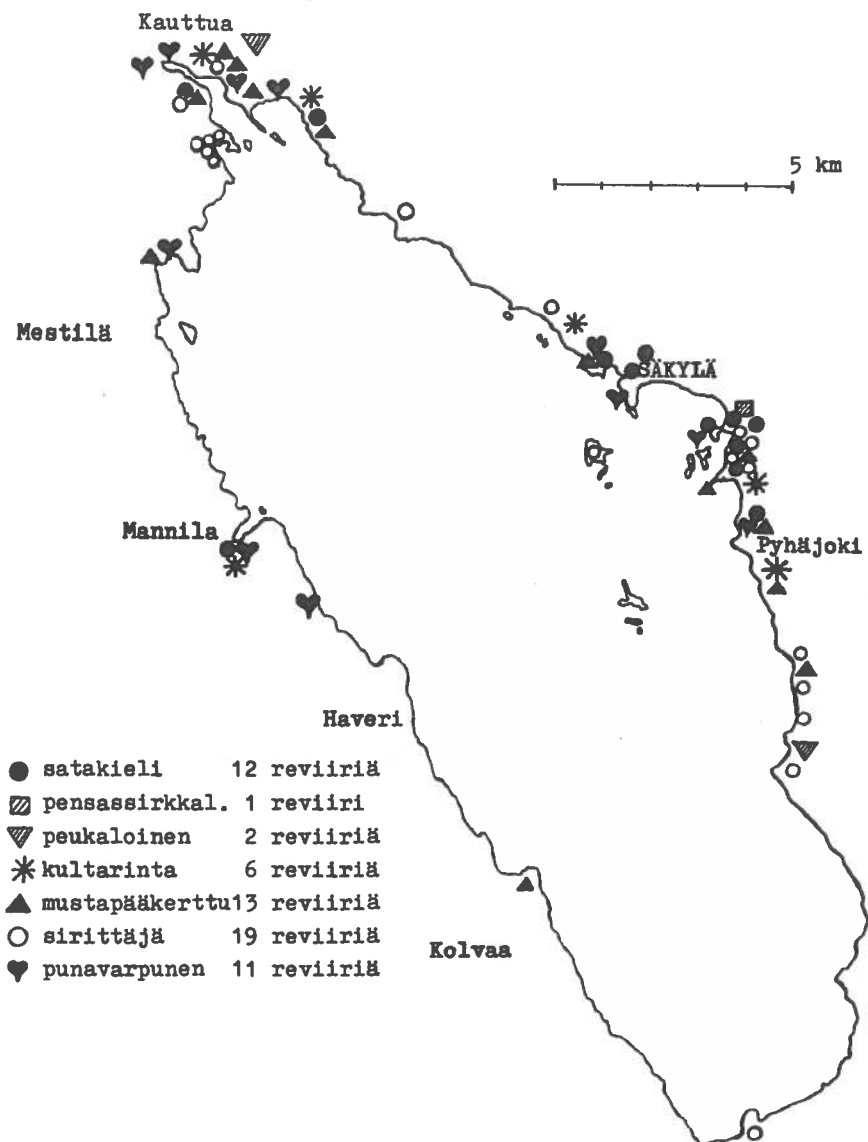 Kauttua
5 km
Mestilä
SÄKYLÄ
Mannila
Pyhäjoki
Haveri
satakieli 12 reviiriä
pensassirkkal. 1 reviiri
peukaloinen 2 reviiriä
kultarinta 6 reviiriä
mustapääkerttu 13 reviiriä
sirittäjä 19 reviiriä
punavarpunen 11 reviiriä
Kolvaa